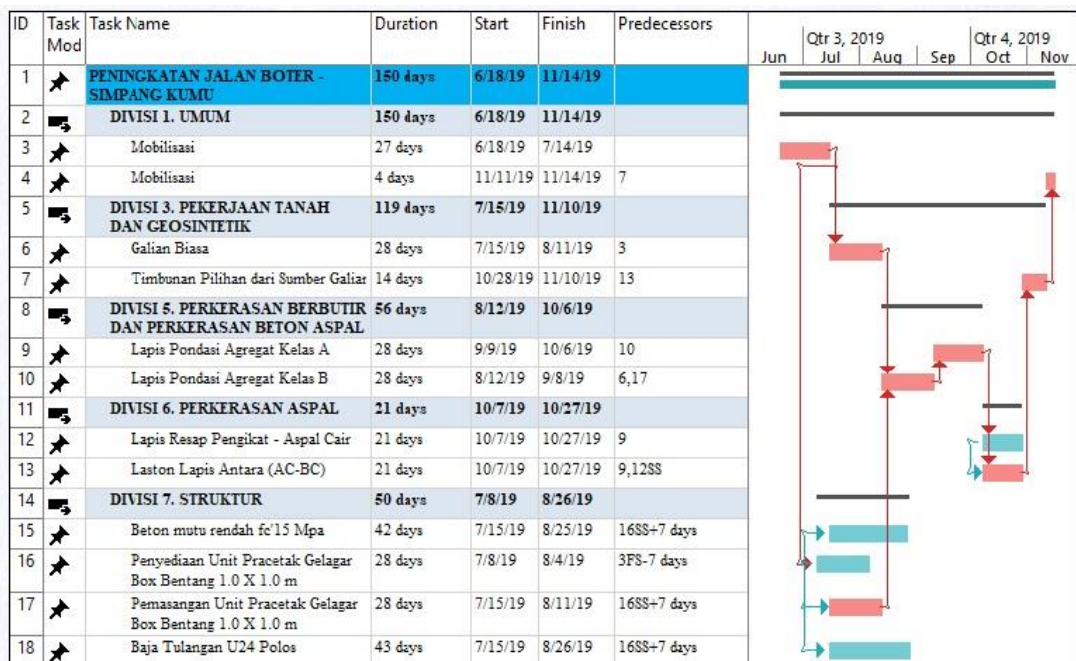 ID Task Mod Task Name Duration Start Finish Predecessors
Qtr 3, 2019 Qtr 4, 2019
Jun Jul Aug Sep Oct Nov
1 PENINGKATAN JALAN BOTER - 150 days 6/18/19 11/14/19
SIMPANG KUMU
2 DIVISI 1. UMUM 150 days 6/18/19 11/14/19
3 Mobilisasi 27 days 6/18/19 7/14/19
4 Mobilisasi 4 days 11/11/19 11/14/19 7
5 DIVISI 3. PEKERJAAN TANAH 119 days 7/15/19 11/10/19
DAN GEOSINTETIK
6 Galian Biasa 28 days 7/15/19 8/11/19 3
7 Timbunan Pilihan dari Sumber Galian 14 days 10/28/19 11/10/19 13
8 DIVISI 5. PERKERASAN BERBUTIR 56 days 8/12/19 10/6/19
DAN PERKERASAN BETON ASPAL
9 Lapis Pondasi Agregat Kelas A 28 days 9/9/19 10/6/19 10
10 Lapis Pondasi Agregat Kelas B 28 days 8/12/19 9/8/19 6,17
11 DIVISI 6. PERKERASAN ASPAL 21 days 10/7/19 10/27/19
12 Lapis Resap Pengikat - Aspal Cair 21 days 10/7/19 10/27/19 9
13 Laston Lapis Antara (AC-BC) 21 days 10/7/19 10/27/19 9,12SS
14 DIVISI 7. STRUKTUR 50 days 7/8/19 8/26/19
15 Beton mutu rendah fc'15 Mpa 42 days 7/15/19 8/25/19 16SS+7 days
16 Penyediaan Unit Pracetak Gelagar 28 days 7/8/19 8/4/19 3FS-7 days
Box Bentang 1.0 X 1.0 m
17 Pemasangan Unit Pracetak Gelagar 28 days 7/15/19 8/11/19 16SS+7 days
Box Bentang 1.0 X 1.0 m
18 Baja Tulangan U24 Polos 43 days 7/15/19 8/26/19 16SS+7 days